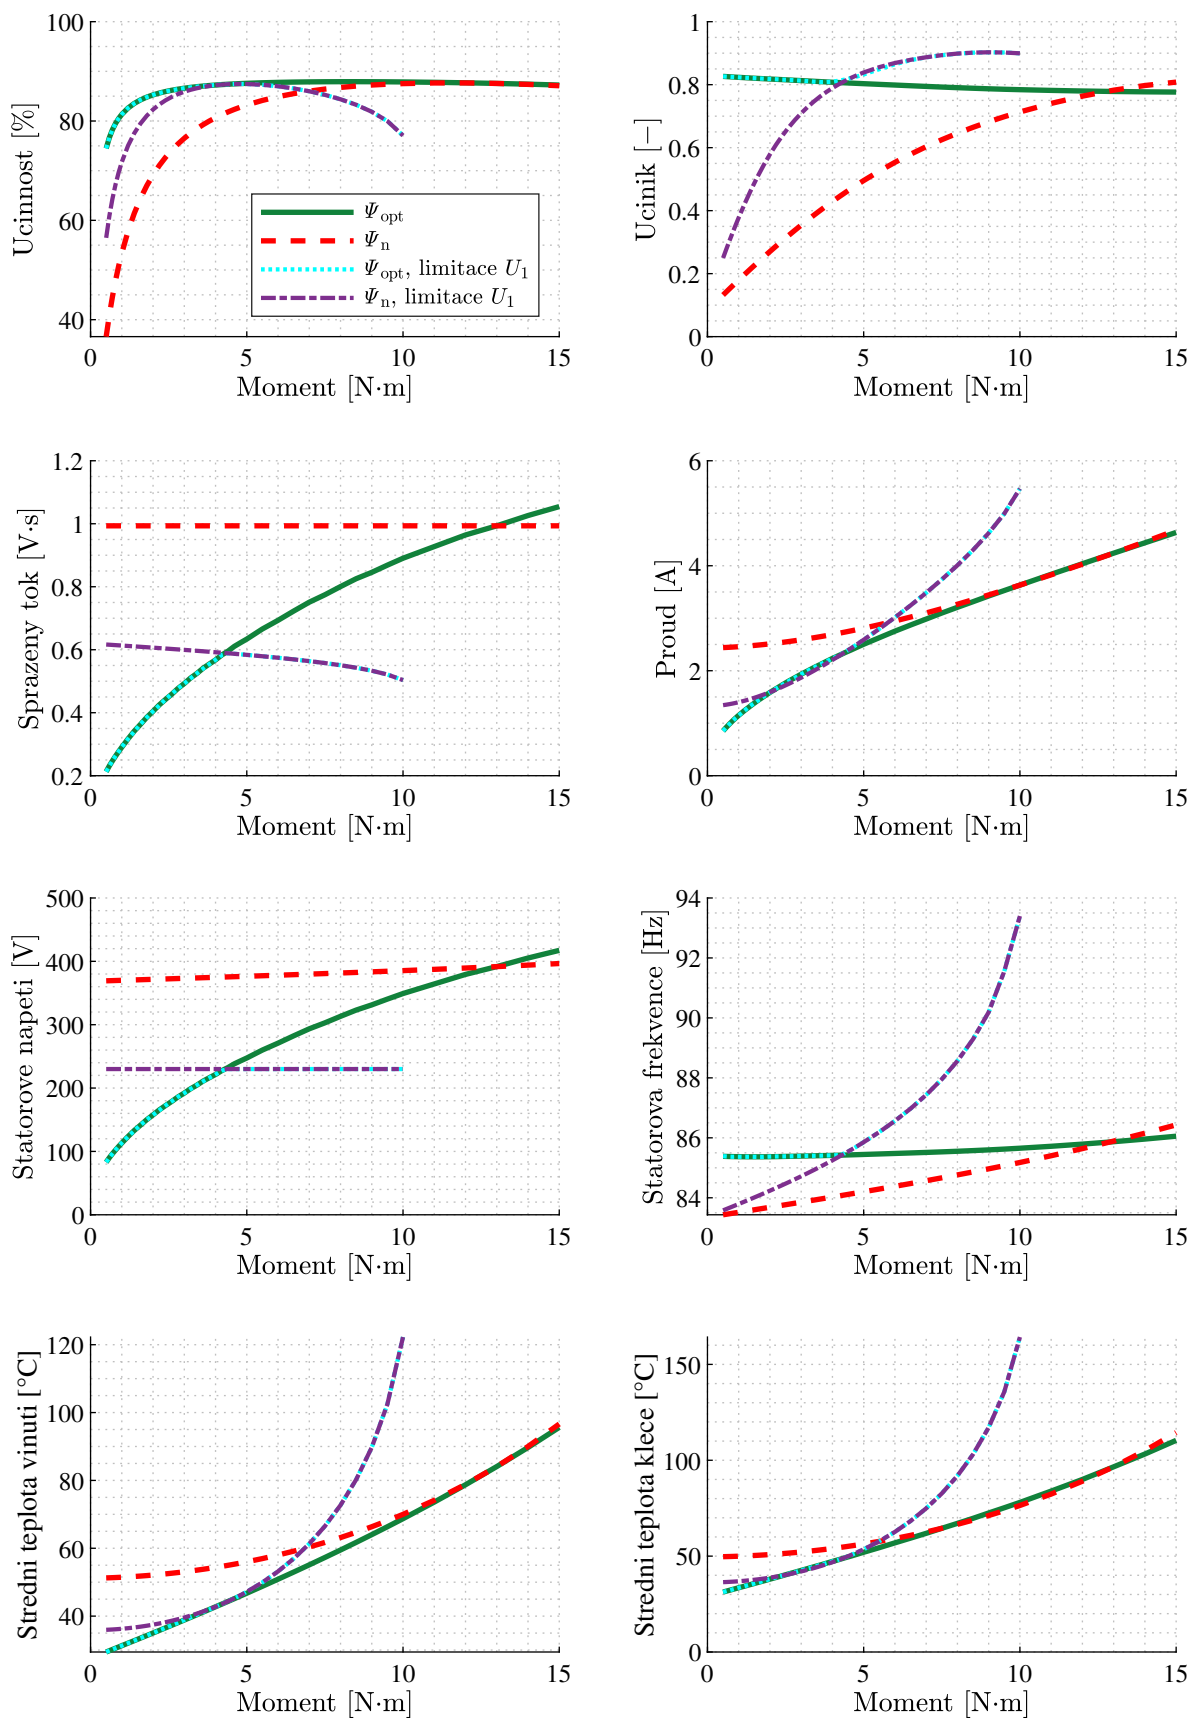 100
80
60
40
Ucinnost [%]
Ψopt
Ψn
Ψopt, limitace U1
Ψn, limitace U1
0 5 10 15
Moment [N·m]
1
0.8
0.6
0.4
0.2
0
Ucinik [−]
0 5 10 15
Moment [N·m]
1.2
1
0.8
0.6
0.4
0.2
Sprazeny tok [V·s]
0 5 10 15
Moment [N·m]
6
4
2
0
Proud [A]
0 5 10 15
Moment [N·m]
500
400
300
200
100
0
Statorove napeti [V]
0 5 10 15
Moment [N·m]
94
92
90
88
86
84
Statorova frekvence [Hz]
0 5 10 15
Moment [N·m]
120
100
80
60
40
Stredni teplota vinuti [°C]
0 5 10 15
Moment [N·m]
150
100
50
0
Stredni teplota klece [°C]
0 5 10 15
Moment [N·m]